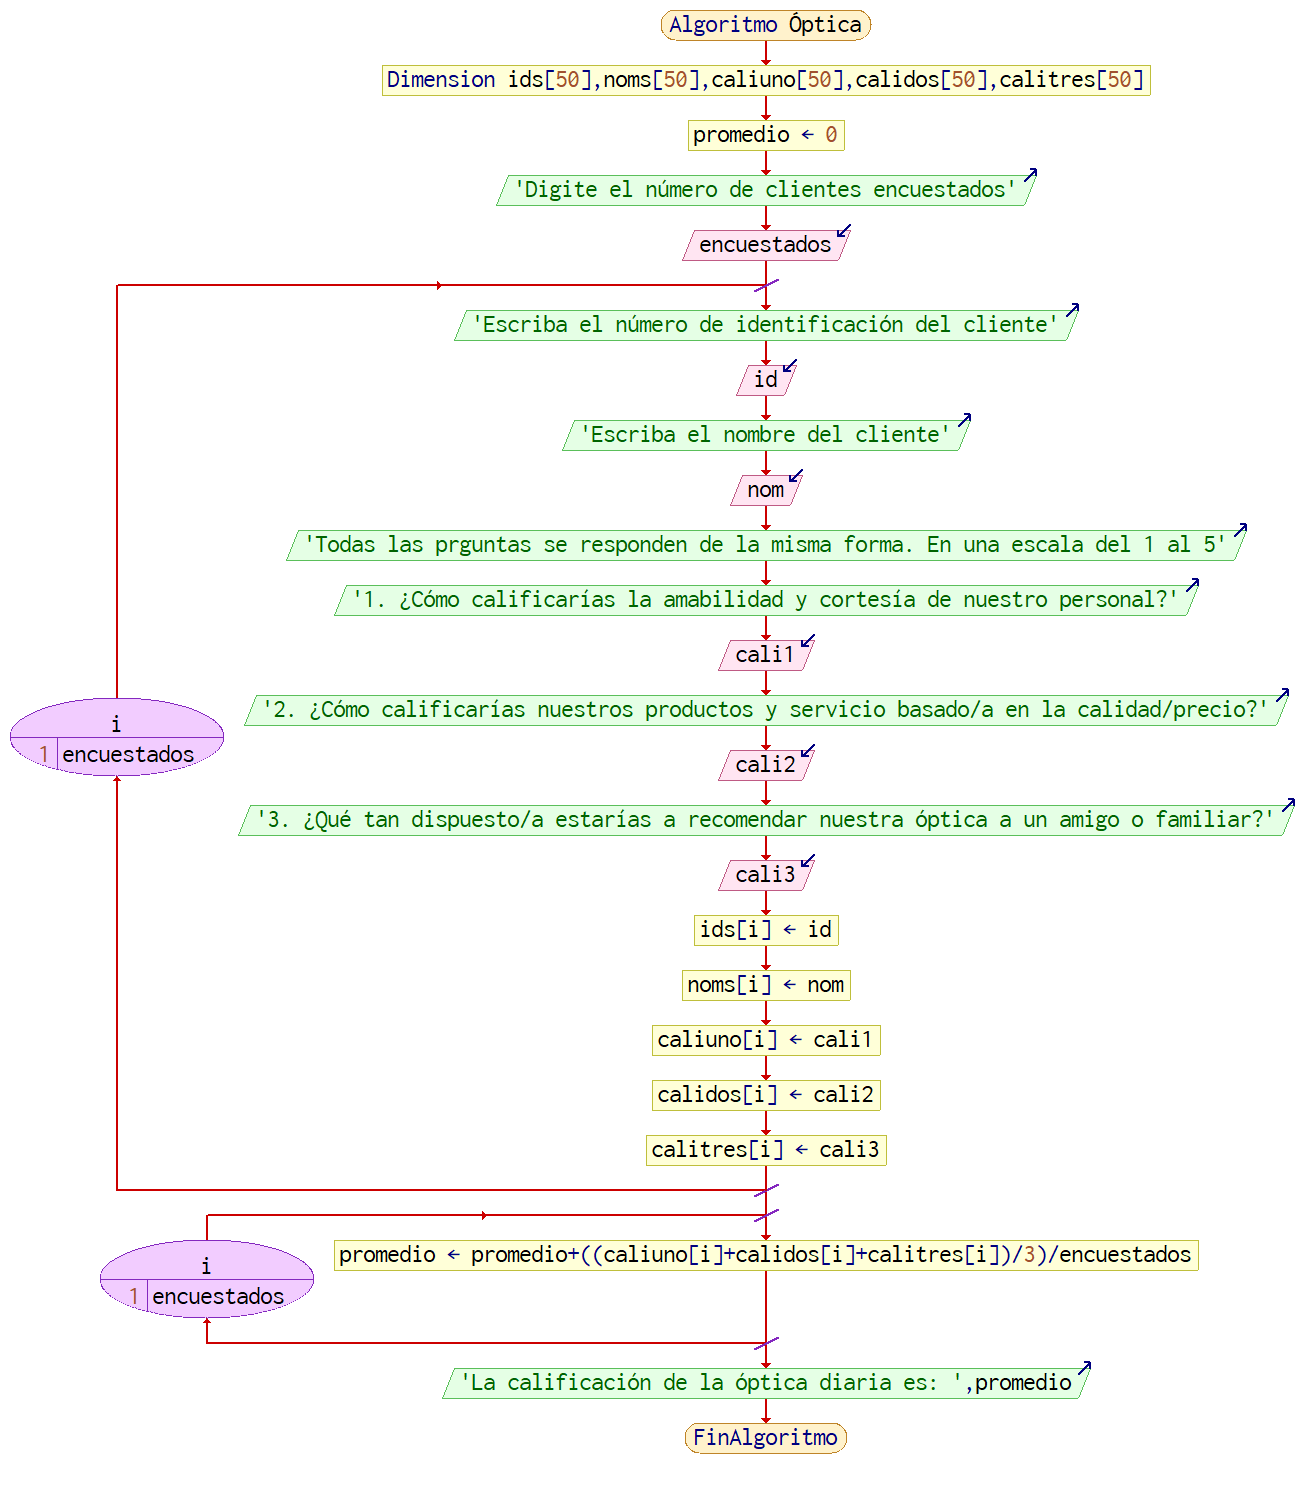 Algoritmo Óptica
Dimension ids[50],noms[50],caliuno[50],calidos[50],calitres[50]
promedio ← 0
'Digite el número de clientes encuestados'
encuestados
'Escriba el número de identificación del cliente'
id
'Escriba el nombre del cliente'
nom
'Todas las prguntas se responden de la misma forma. En una escala del 1 al 5'
'1. ¿Cómo calificarías la amabilidad y cortesía de nuestro personal?'
cali1
'2. ¿Cómo calificarías nuestros productos y servicio basado/a en la calidad/precio?'
i
1 encuestados
cali2
'3. ¿Qué tan dispuesto/a estarías a recomendar nuestra óptica a un amigo o familiar?'
cali3
ids[i] ← id
noms[i] ← nom
caliuno[i] ← cali1
calidos[i] ← cali2
calitres[i] ← cali3
promedio ← promedio+((caliuno[i]+calidos[i]+calitres[i])/3)/encuestados
i
1 encuestados
'La calificación de la óptica diaria es: ',promedio
FinAlgoritmo